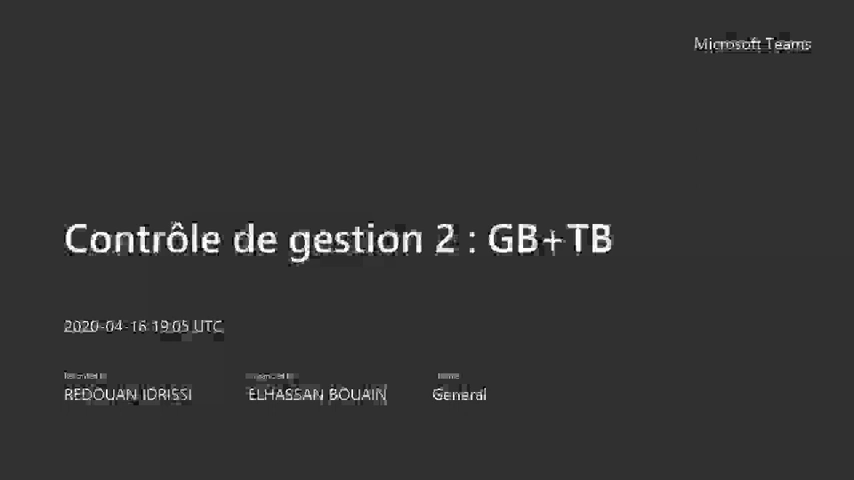 Microsoft Teams
Contrôle de gestion 2 : GB+TB
2020-04-16 19:05 UTC
REDOUAN IDRISSI ELHASSAN BOUAIN General